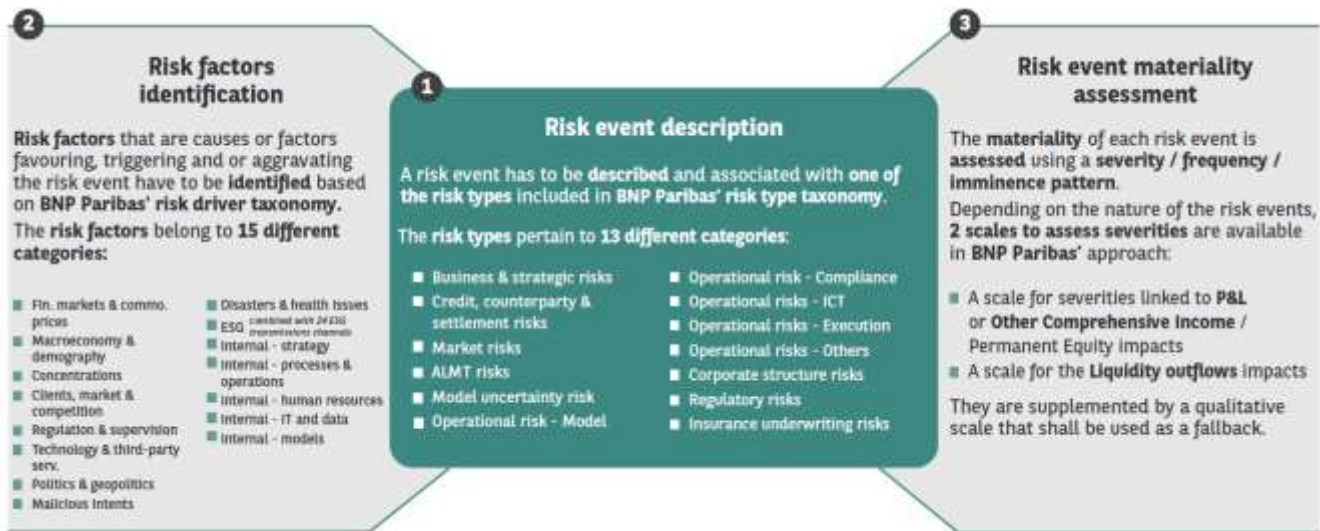 2
Risk factors
identification
Risk factors that are causes or factors
favouring, triggering and or aggravating
the risk event have to be identified based
on BNP Paribas' risk driver taxonomy.
The risk factors belong to 15 different
categories:
Fin. markets & commo.
prices
Macroeconomy &
demography
Concentrations
Clients, market &
competition
Regulation & supervision
Technology & third-party
serv.
Politics & geopolitics
Malicious intents
Disasters & health issues
ESG combined with 24 ESG
transmissions channels
Internal - strategy
Internal - processes &
operations
Internal - human resources
Internal - IT and data
Internal - models
1
Risk event description
A risk event has to be described and associated with one of
the risk types included in BNP Paribas' risk type taxonomy.
The risk types pertain to 13 different categories:
Business & strategic risks
Credit, counterparty &
settlement risks
Market risks
ALMT risks
Model uncertainty risk
Operational risk - Model
Operational risk - Compliance
Operational risks - ICT
Operational risks - Execution
Operational risks - Others
Corporate structure risks
Regulatory risks
Insurance underwriting risks
3
Risk event materiality
assessment
The materiality of each risk event is
assessed using a severity / frequency /
imminence pattern.
Depending on the nature of the risk events,
2 scales to assess severities are available
in BNP Paribas' approach:
A scale for severities linked to P&L
or Other Comprehensive Income /
Permanent Equity impacts
A scale for the Liquidity outflows impacts
They are supplemented by a qualitative
scale that shall be used as a fallback.